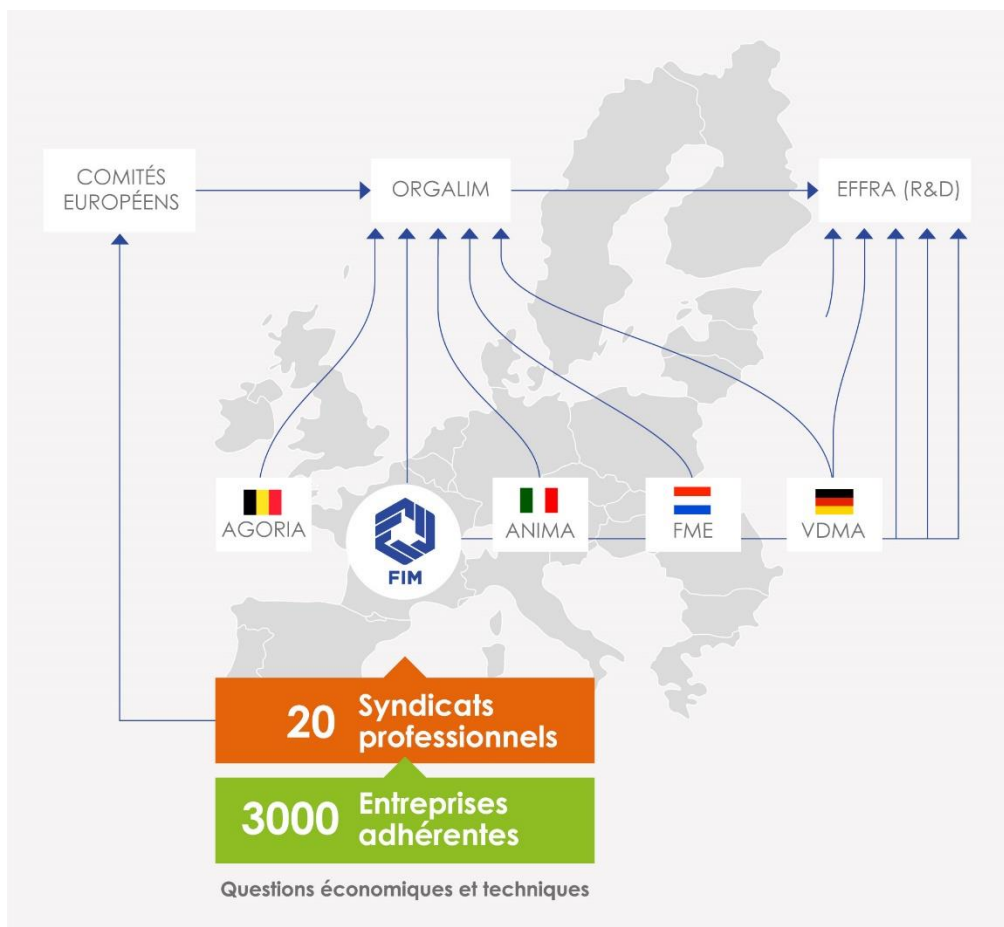 COMITÉS
EUROPÉENS
ORGALIM
EFFRA (R&D)
AGORIA
FIM
ANIMA
FME
VDMA
20 Syndicats
professionnels
3000 Entreprises
adhérentes
Questions économiques et techniques